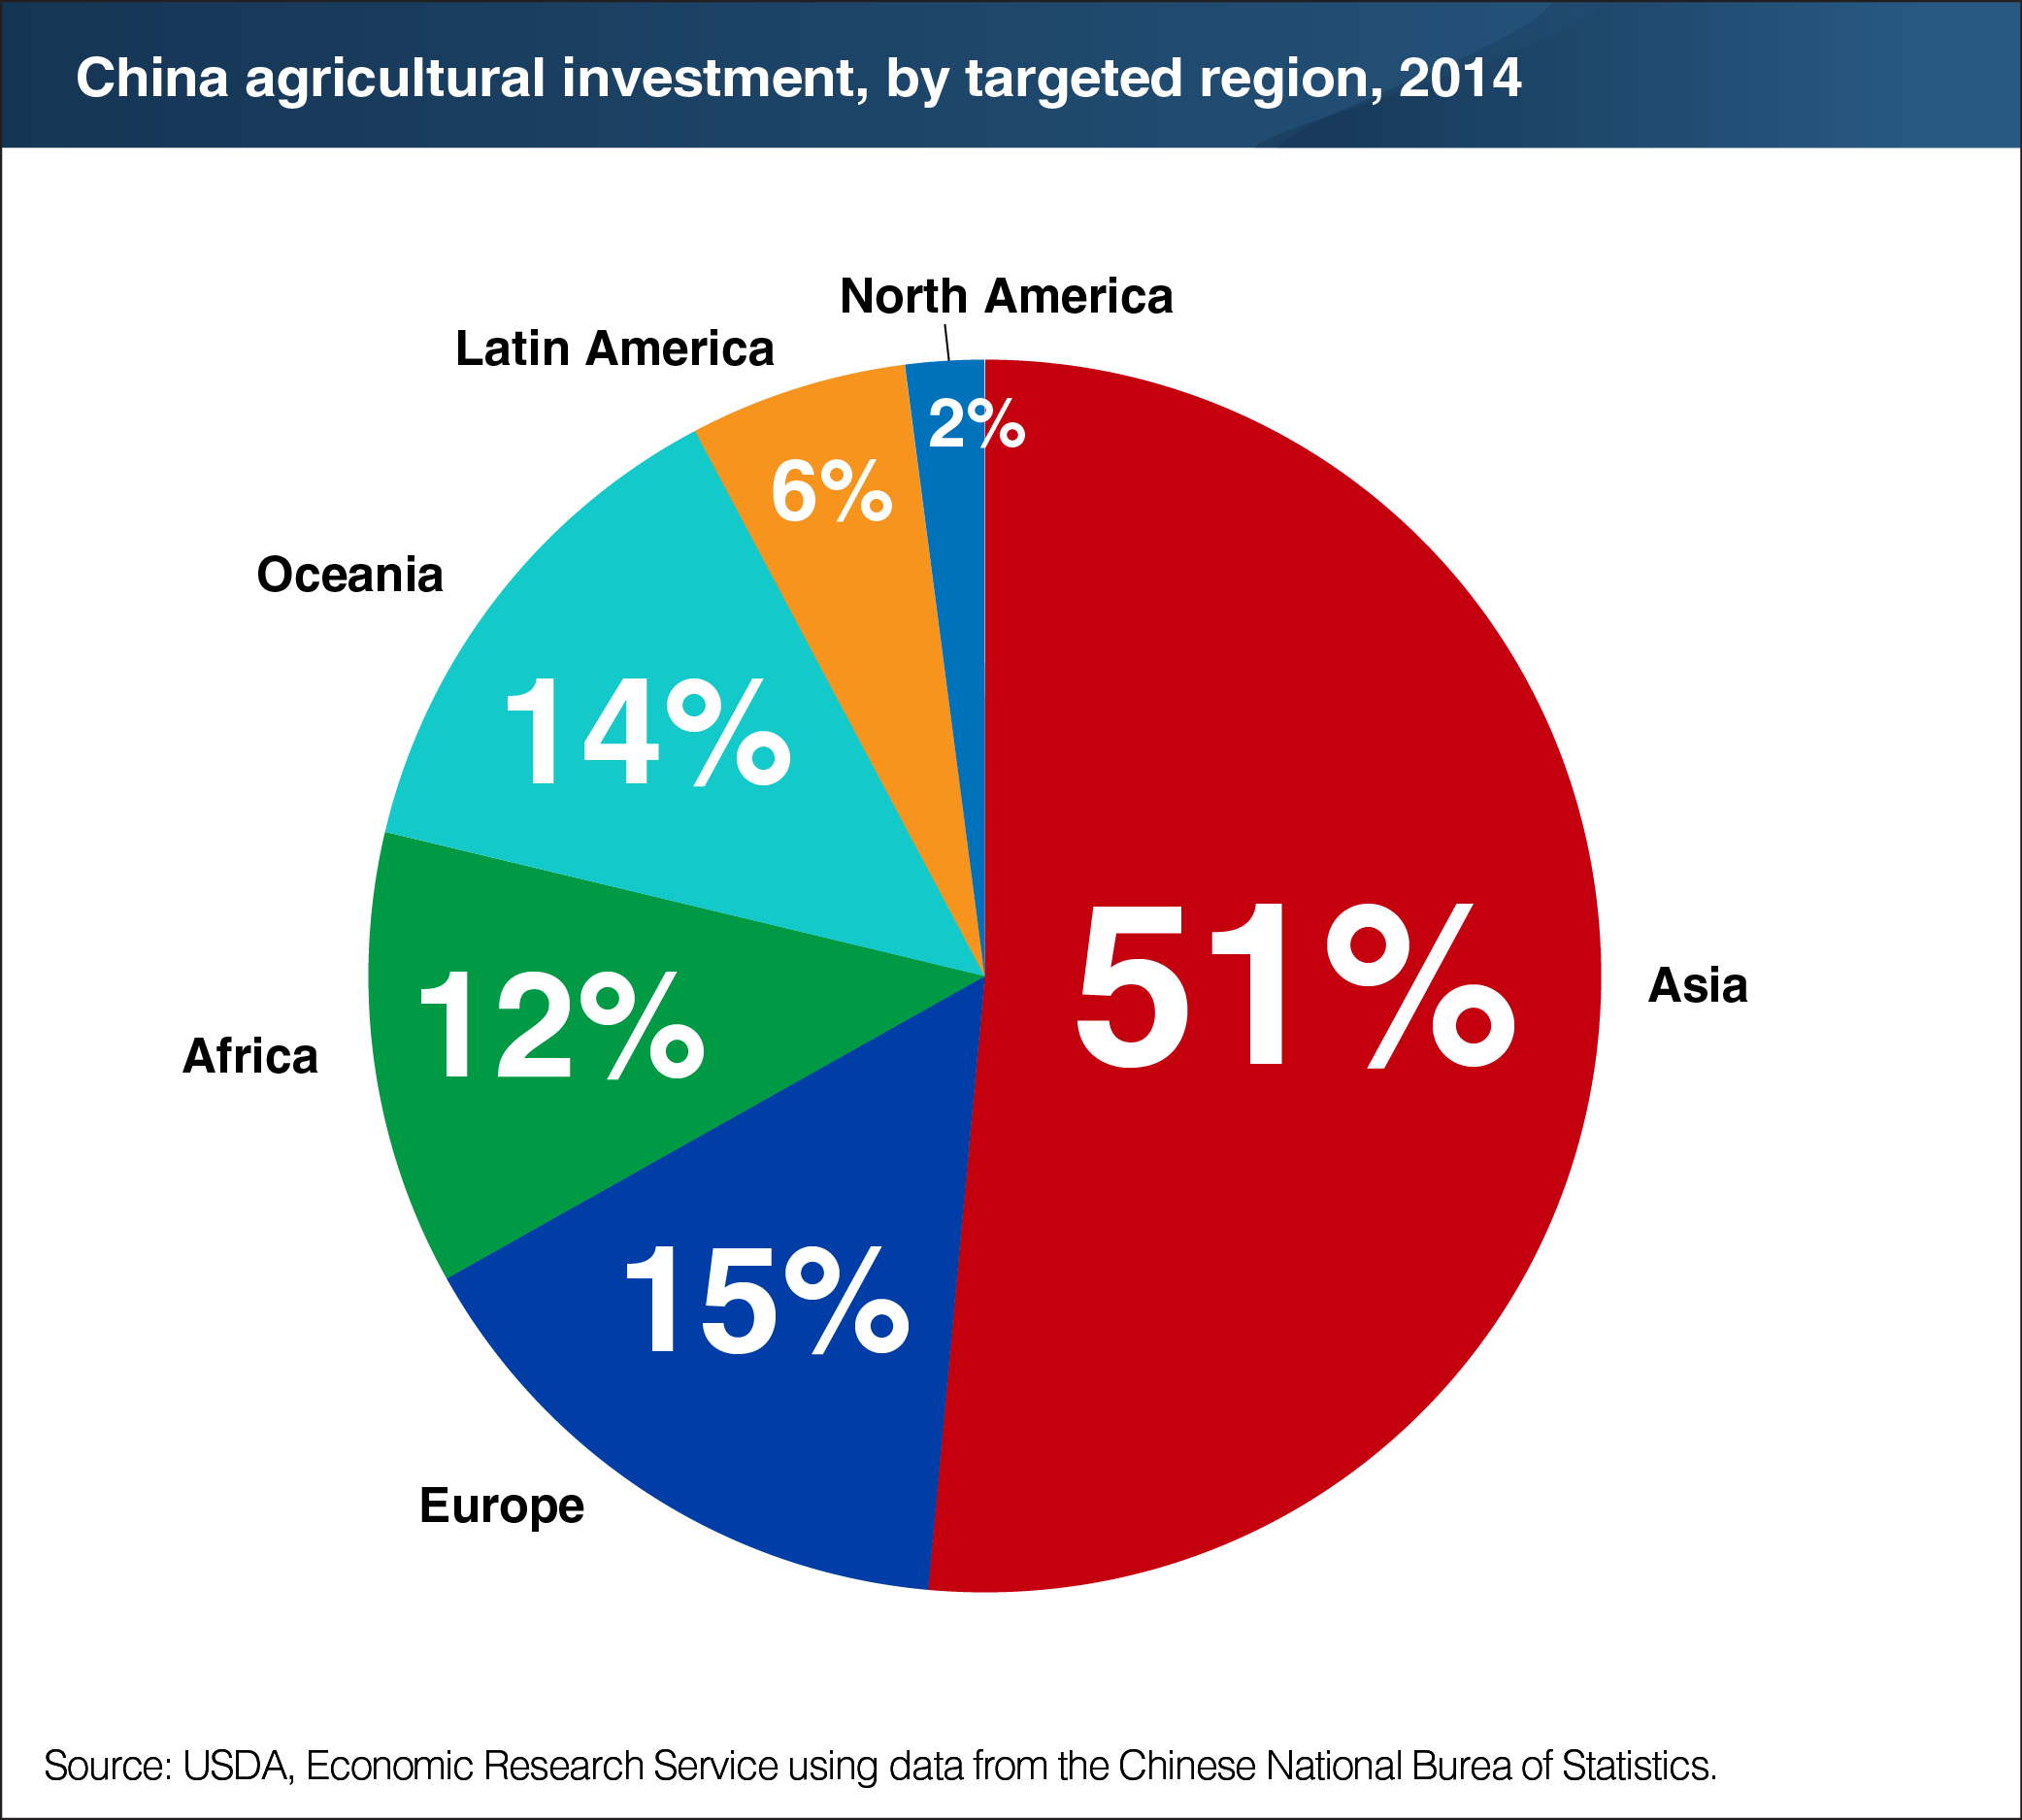 China agricultural investment, by targeted region, 2014
North America
Latin America
2%
6%
Oceania
14%
51%
Asia
12%
Africa
15%
Europe
Source: USDA, Economic Research Service using data from the Chinese National Burea of Statistics.